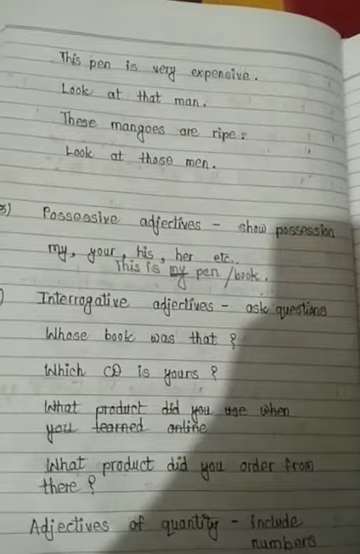 This pen is very expensive.
Look at that man.
These mangoes are ripe.
Look at those men.
Possessive adjectives - show possession
my, your, his, her etc.
This is my pen / book.
Interrogative adjectives - ask questions
Whose book was that ?
Which CD is yours ?
What product did you use when
you learned online
What product did you order from
there ?
Adjectives of quantity - include
numbers